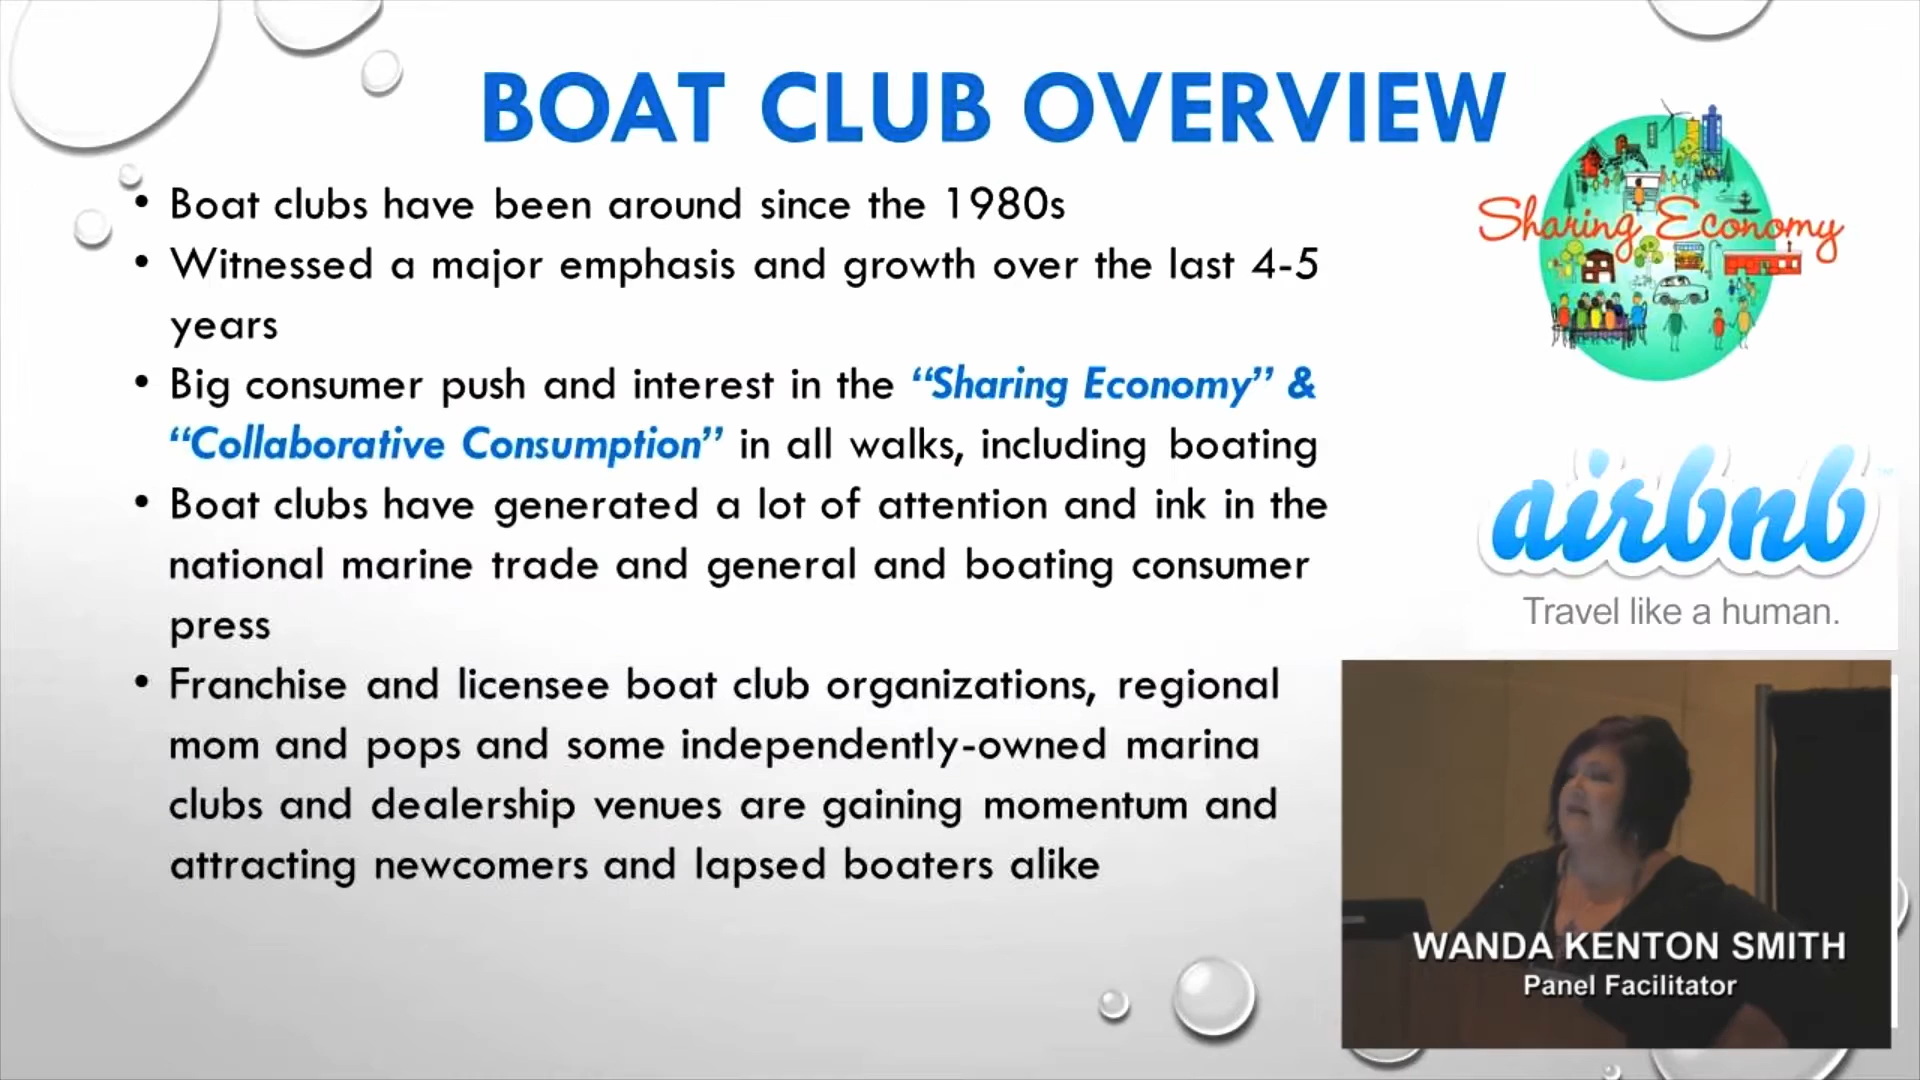 BOAT CLUB OVERVIEW
• Boat clubs have been around since the 1980s
• Witnessed a major emphasis and growth over the last 4-5
years
• Big consumer push and interest in the “Sharing Economy” &
“Collaborative Consumption” in all walks, including boating
• Boat clubs have generated a lot of attention and ink in the
national marine trade and general and boating consumer
press
• Franchise and licensee boat club organizations, regional
mom and pops and some independently-owned marina
clubs and dealership venues are gaining momentum and
attracting newcomers and lapsed boaters alike
Sharing Economy
airbnb™
Travel like a human.
WANDA KENTON SMITH
Panel Facilitator